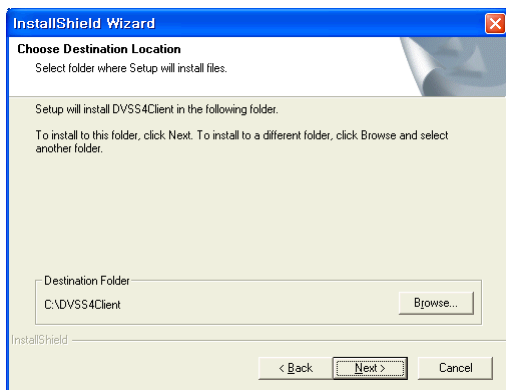 InstallShield Wizard
Choose Destination Location
Select folder where Setup will install files.
Setup will install DVSS4Client in the following folder.
To install to this folder, click Next. To install to a different folder, click Browse and select
another folder.
Destination Folder
C:\DVSS4Client
Browse...
InstallShield
< Back
Next >
Cancel